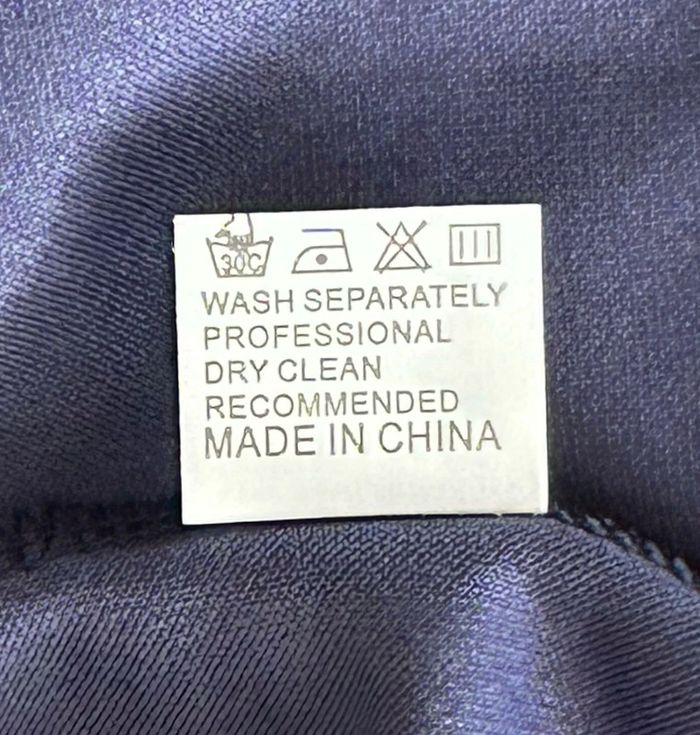 30C
WASH SEPARATELY
PROFESSIONAL
DRY CLEAN
RECOMMENDED
MADE IN CHINA